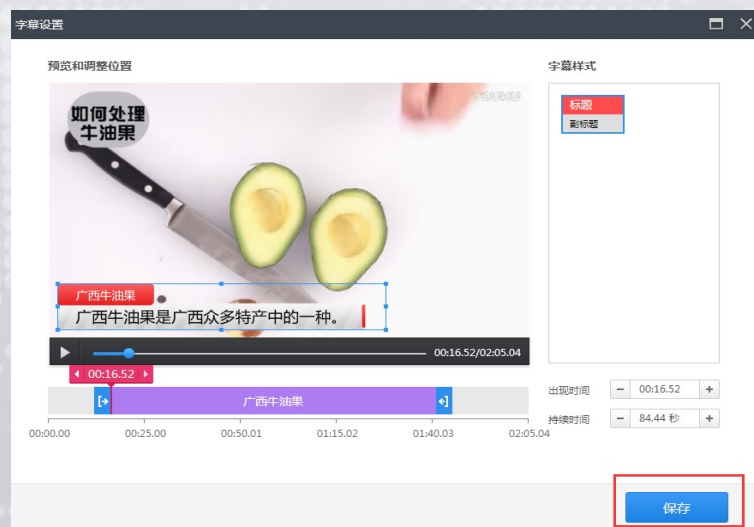 字幕设置
预览和调整位置
字幕样式
如何处理
牛油果
YOUKU
标题
副标题
广西牛油果
广西牛油果是广西众多特产中的一种。
00:16.52/02:05.04
00:16.52
广西牛油果
00:00.00 00:25.00 00:50.01 01:15.02 01:40.03 02:05.04
出现时间 － 00:16.52 +
持续时间 － 84.44 秒 +
保存